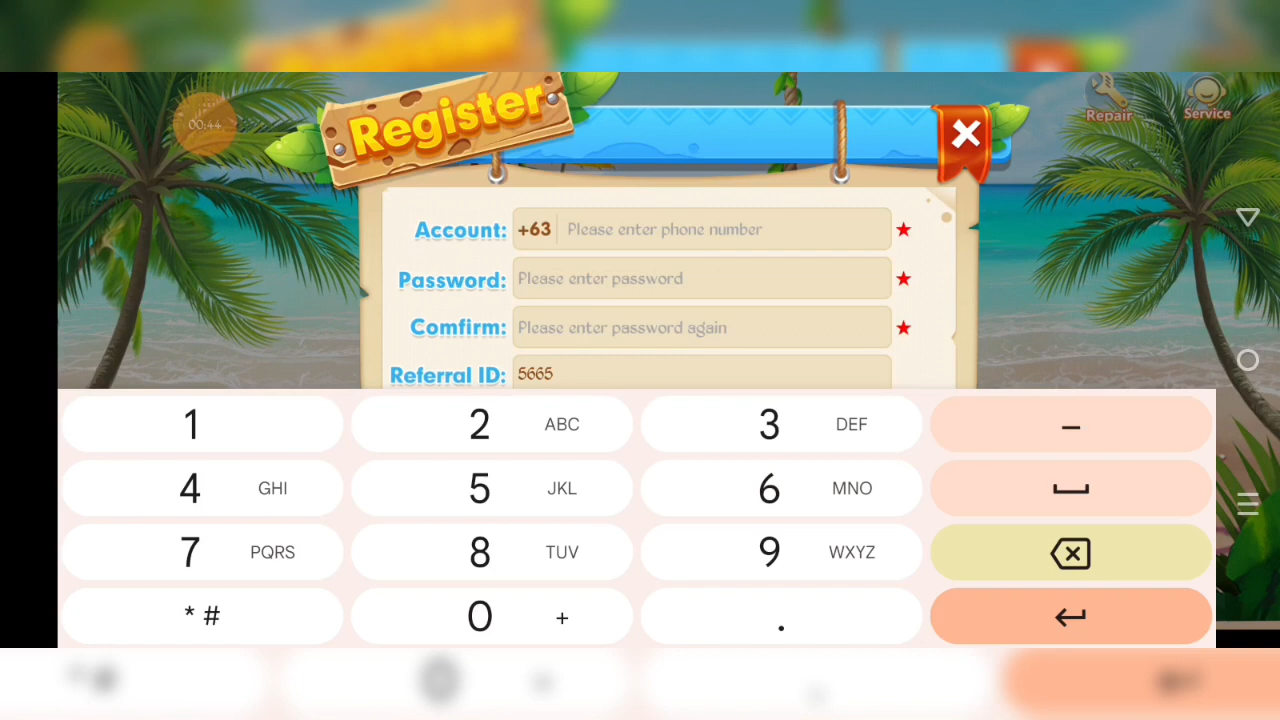 Register
00:44
Repair
Service
Account: +63 Please enter phone number ★
Password: Please enter password ★
Comfirm: Please enter password again ★
Referral ID: 5665
1 2 ABC 3 DEF –
4 GHI 5 JKL 6 MNO
7 PQRS 8 TUV 9 WXYZ
* # 0 + .